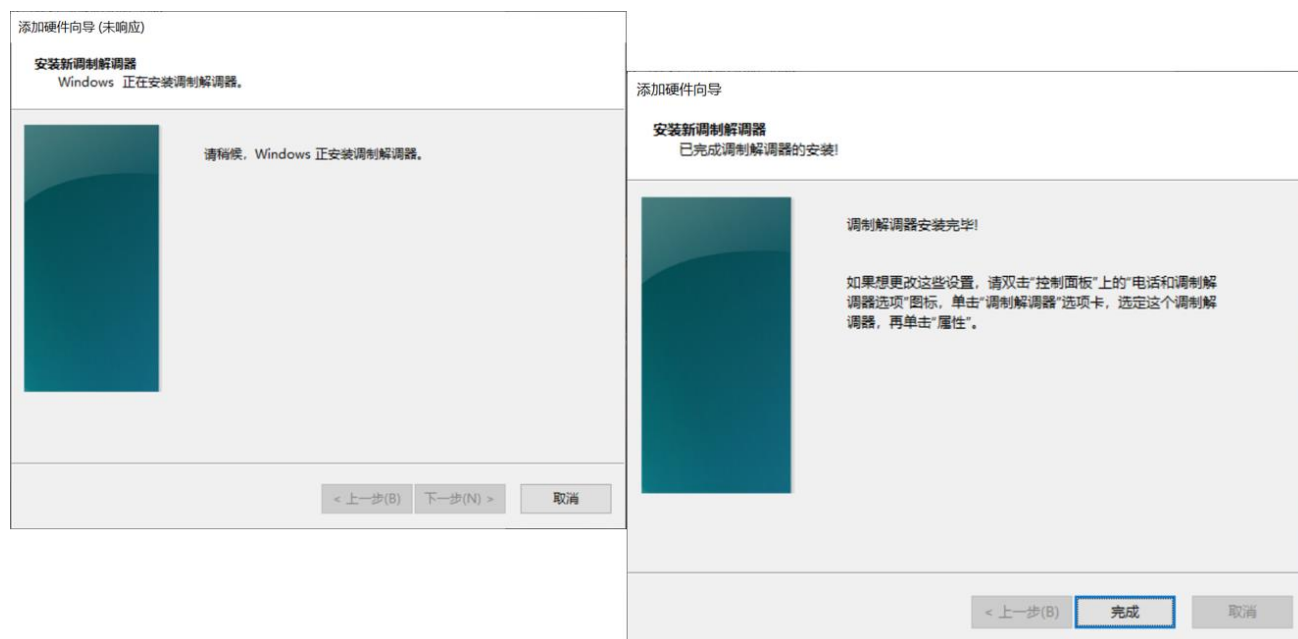 添加硬件向导 (未响应)
安装新调制解调器
Windows 正在安装调制解调器。
请稍候，Windows 正安装调制解调器。
< 上一步(B)
下一步(N) >
取消
添加硬件向导
安装新调制解调器
已完成调制解调器的安装!
调制解调器安装完毕!
如果想更改这些设置，请双击"控制面板"上的"电话和调制解
调器选项"图标，单击"调制解调器"选项卡，选定这个调制解
调器，再单击"属性"。
< 上一步(B)
完成
取消